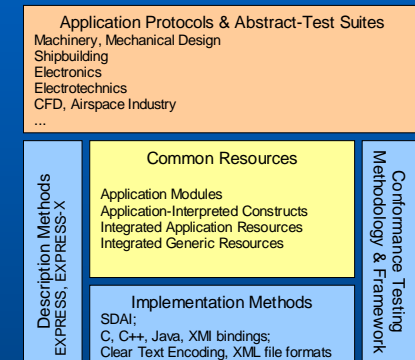 Application Protocols & Abstract-Test Suites
Machinery, Mechanical Design
Shipbuilding
Electronics
Electrotechnics
CFD, Airspace Industry
...
Description Methods
EXPRESS, EXPRESS-X
Common Resources
Application Modules
Application-Interpreted Constructs
Integrated Application Resources
Integrated Generic Resources
Implementation Methods
SDAI;
C, C++, Java, XMI bindings;
Clear Text Encoding, XML file formats
Conformance Testing
Methodology & Framework